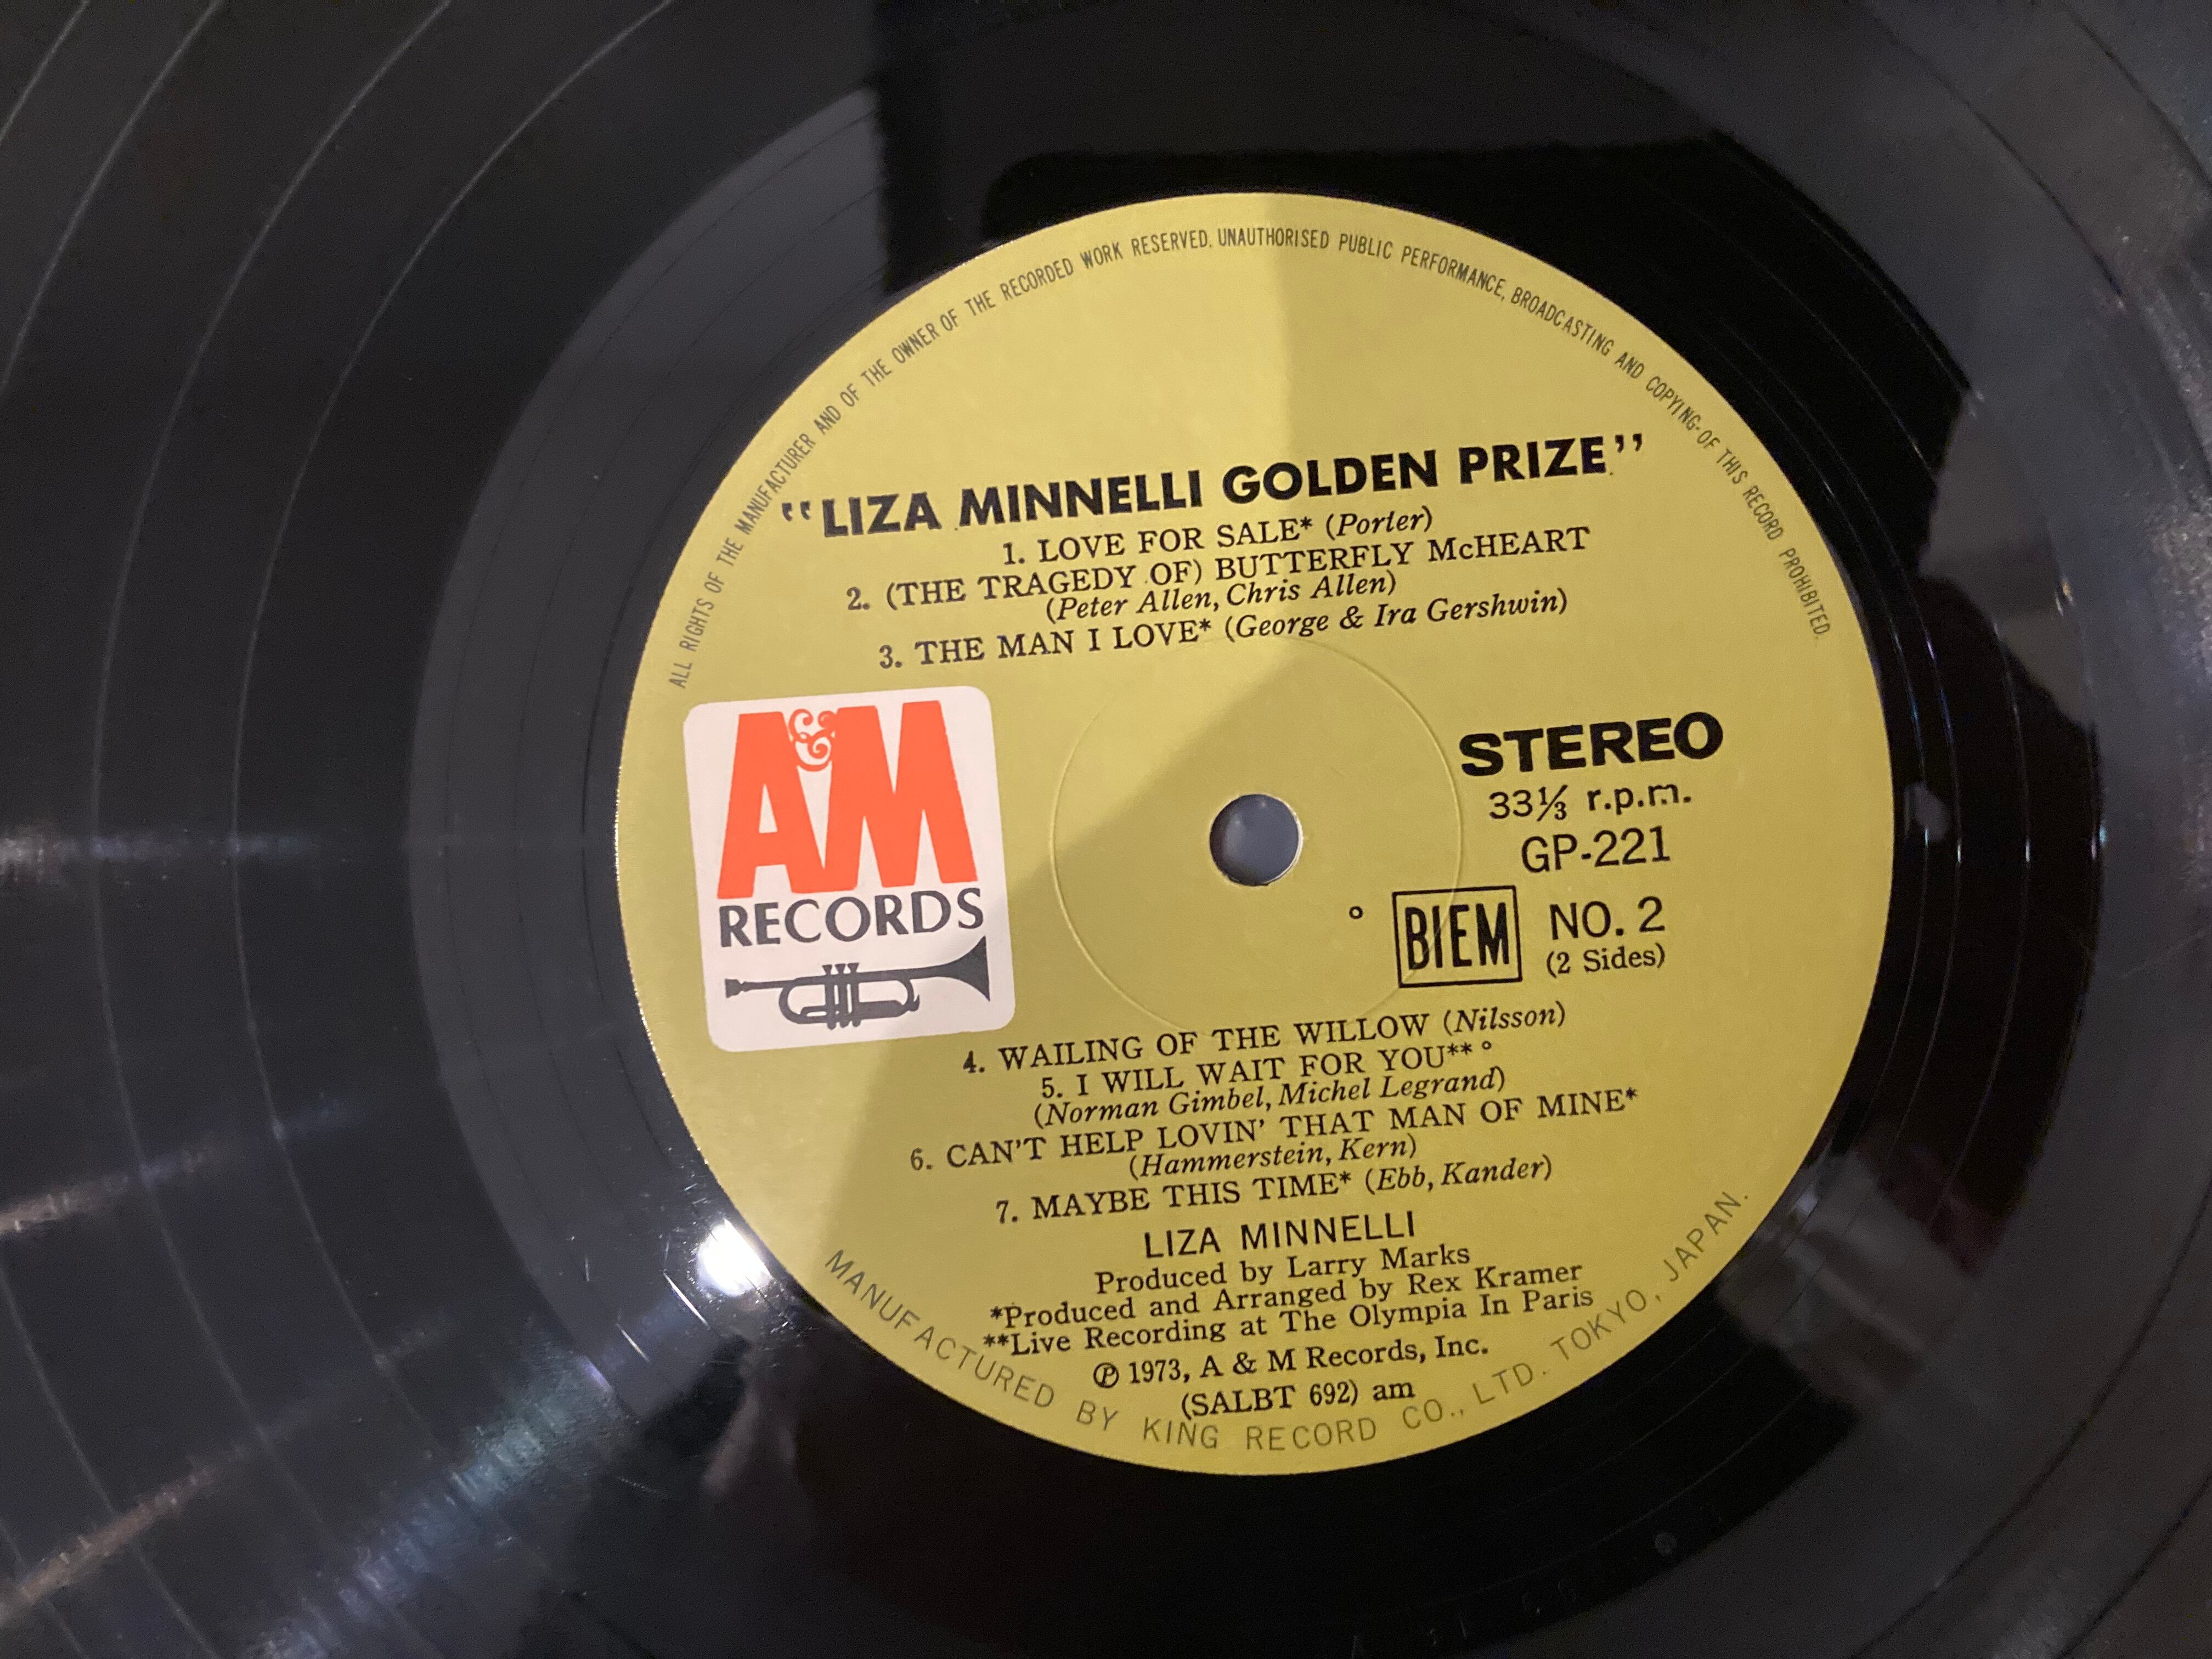 ALL RIGHTS OF THE MANUFACTURER AND OF THE OWNER OF THE RECORDED WORK RESERVED. UNAUTHORISED PUBLIC PERFORMANCE, BROADCASTING AND COPYING OF THIS RECORD PROHIBITED.
“LIZA MINNELLI GOLDEN PRIZE”
1. LOVE FOR SALE* (Porter)
2. (THE TRAGEDY OF) BUTTERFLY McHEART
(Peter Allen, Chris Allen)
3. THE MAN I LOVE* (George & Ira Gershwin)
A&M
RECORDS
STEREO
33⅓ r.p.m.
GP-221
° BIEM NO. 2
(2 Sides)
4. WAILING OF THE WILLOW (Nilsson)
5. I WILL WAIT FOR YOU** °
(Norman Gimbel, Michel Legrand)
6. CAN'T HELP LOVIN' THAT MAN OF MINE*
(Hammerstein, Kern)
7. MAYBE THIS TIME* (Ebb, Kander)
LIZA MINNELLI
Produced by Larry Marks
*Produced and Arranged by Rex Kramer
**Live Recording at The Olympia In Paris
℗ 1973, A & M Records, Inc.
(SALBT 692) am
MANUFACTURED BY KING RECORD CO., LTD. TOKYO, JAPAN.